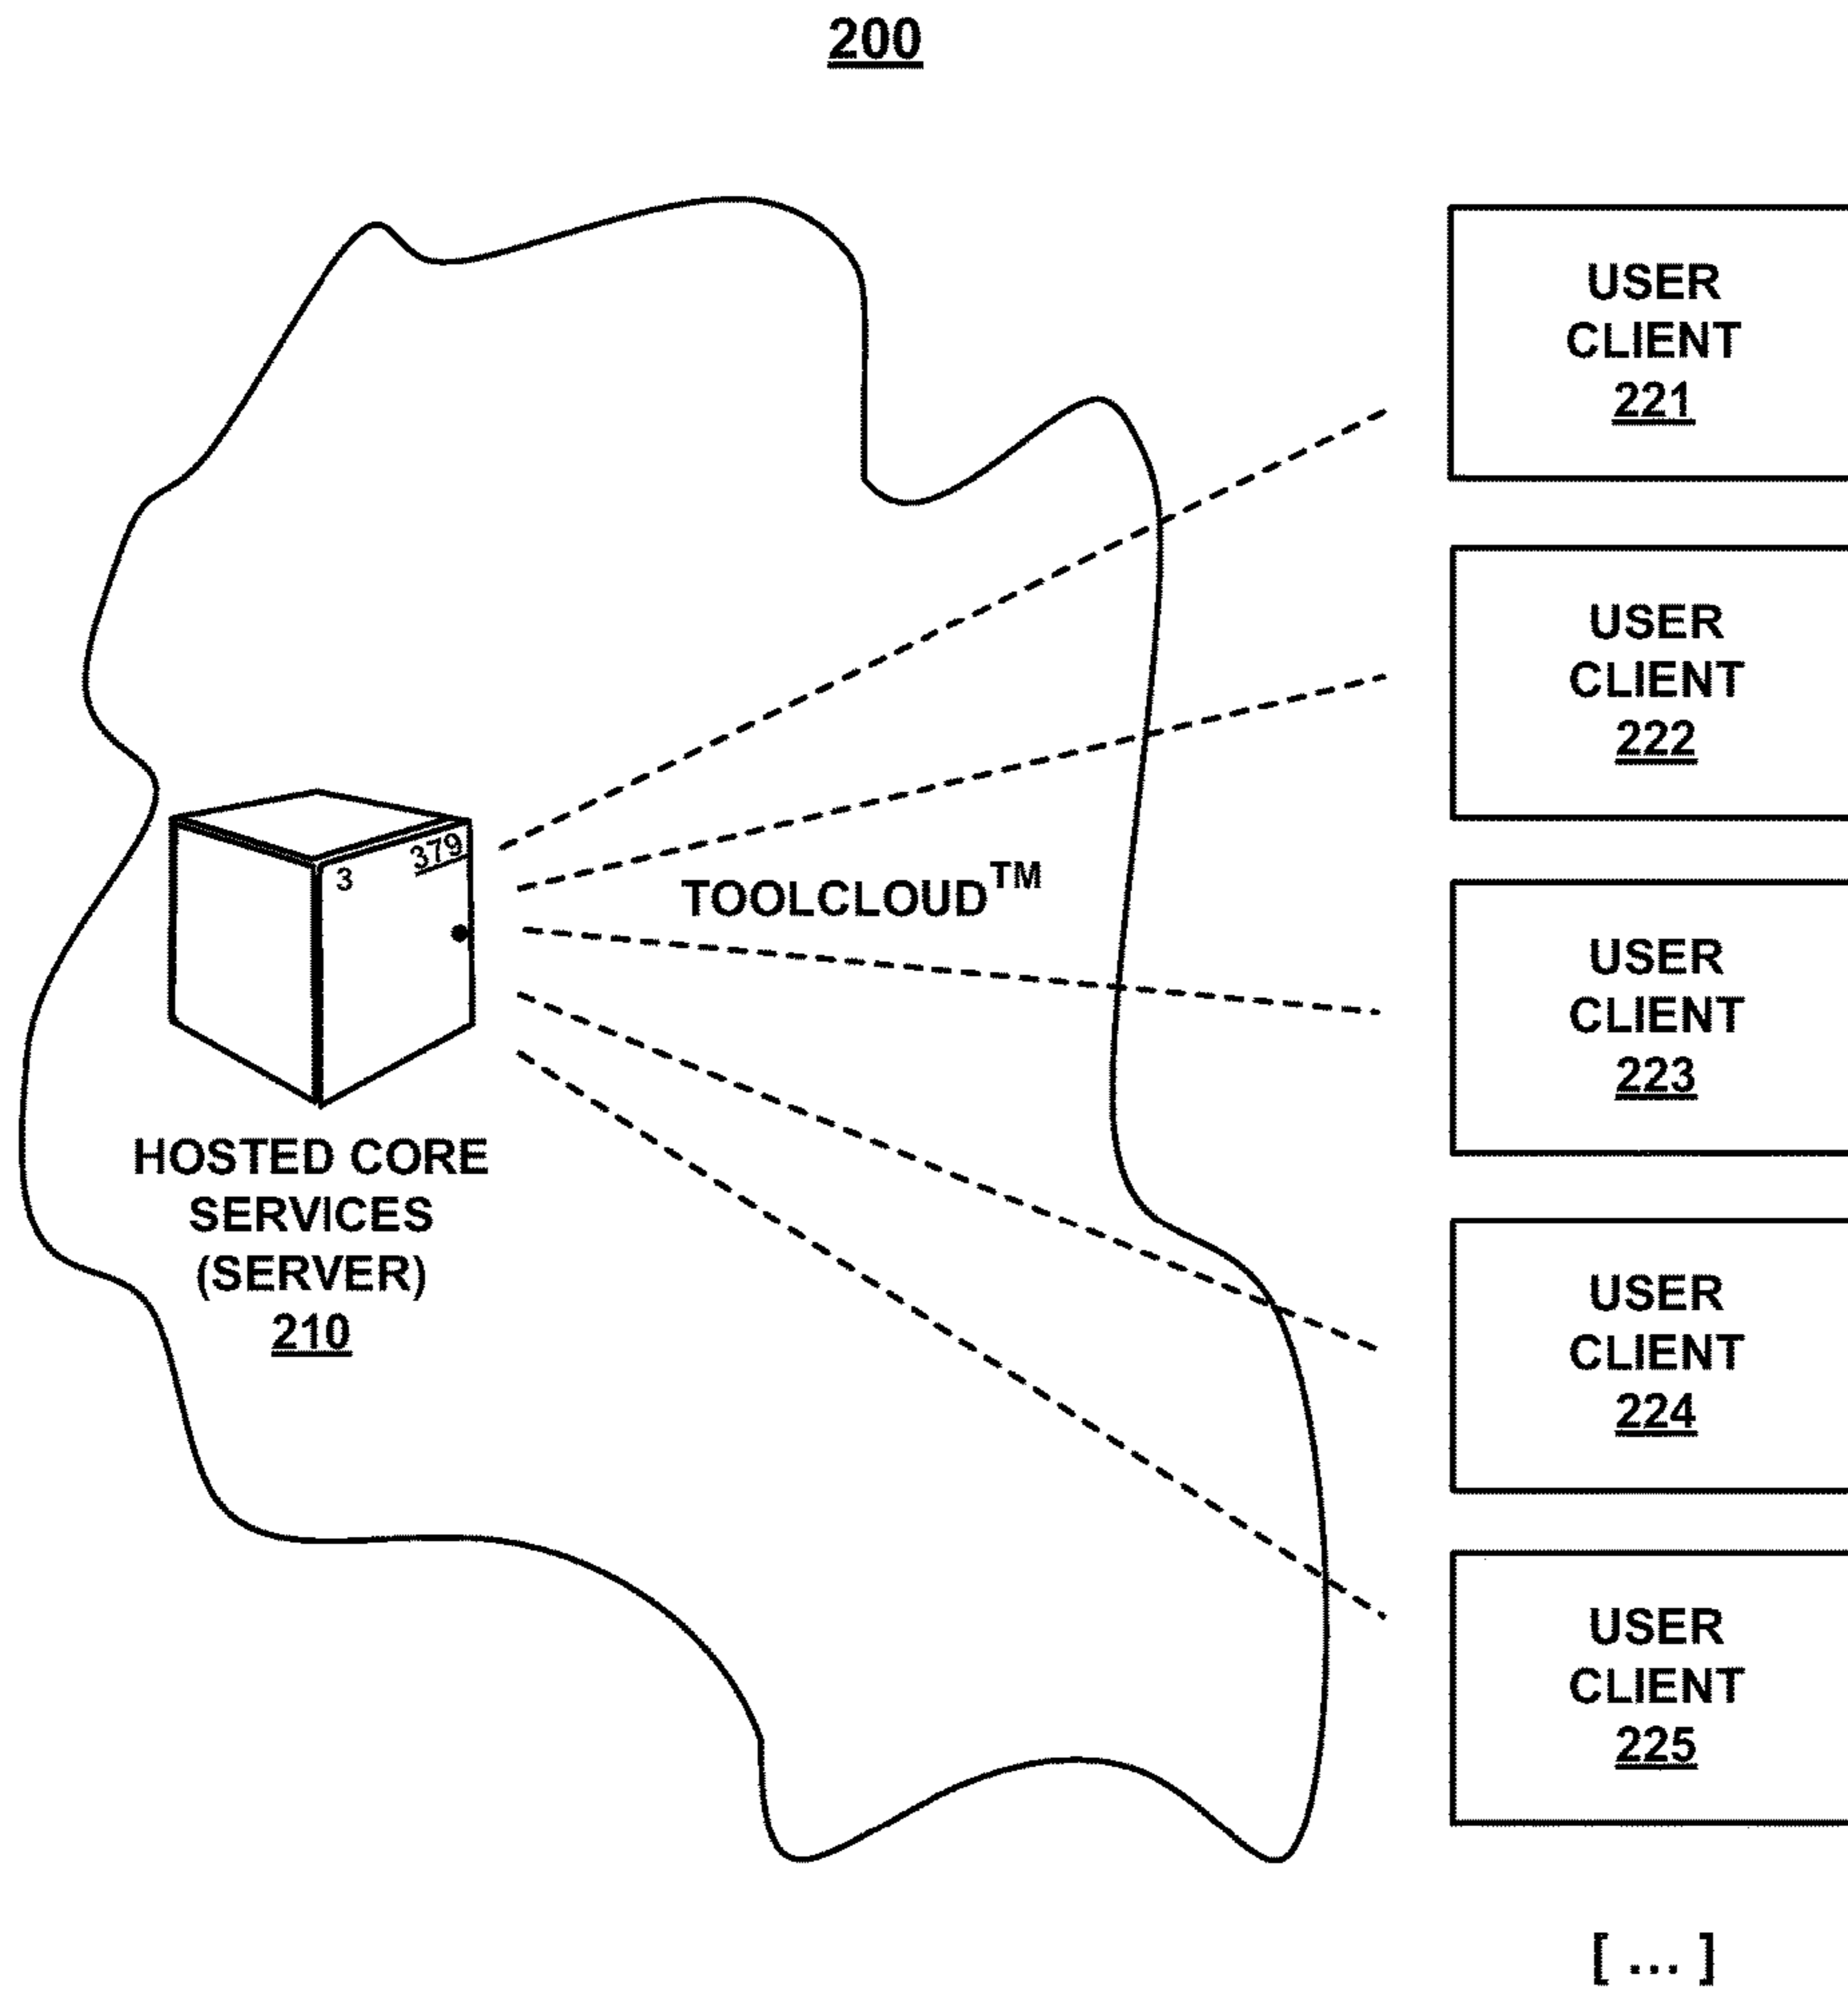 200
USER
CLIENT
221
USER
CLIENT
222
379
3
TOOLCLOUD™
USER
CLIENT
223
HOSTED CORE
SERVICES
(SERVER)
210
USER
CLIENT
224
USER
CLIENT
225
[ ... ]